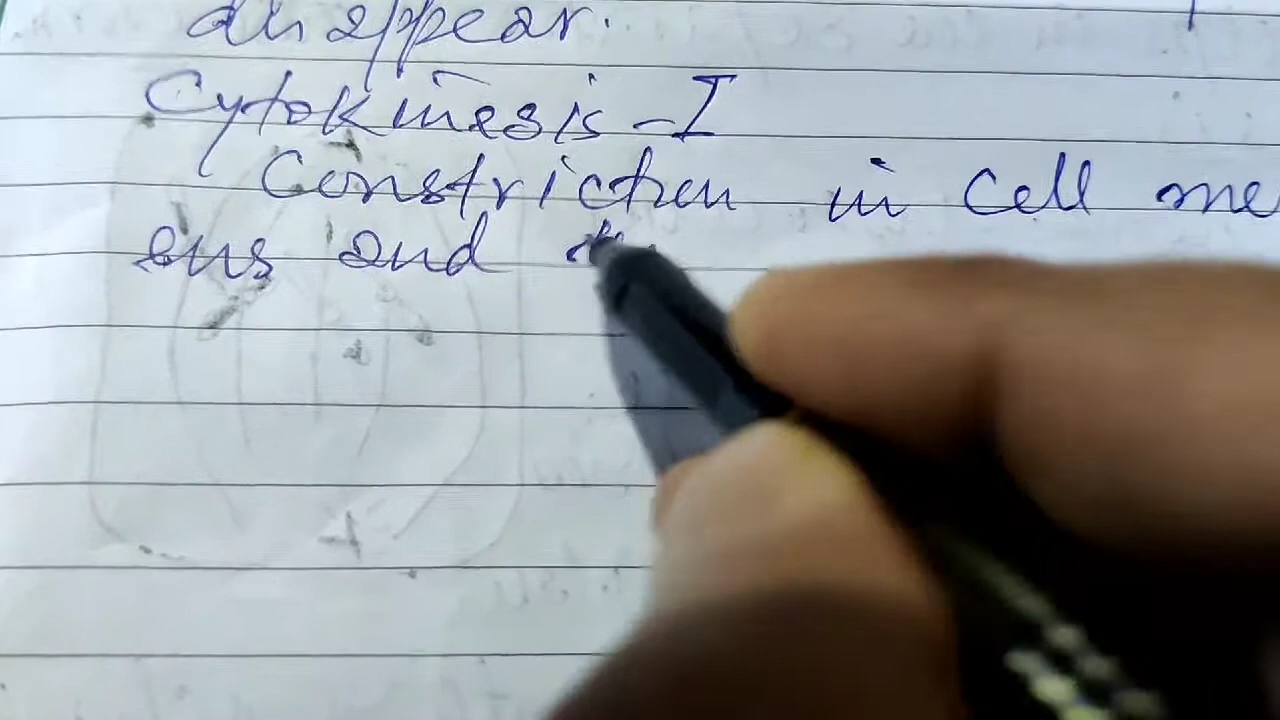 disappear.
Cytokinesis-I
Constriction in cell me
ens and